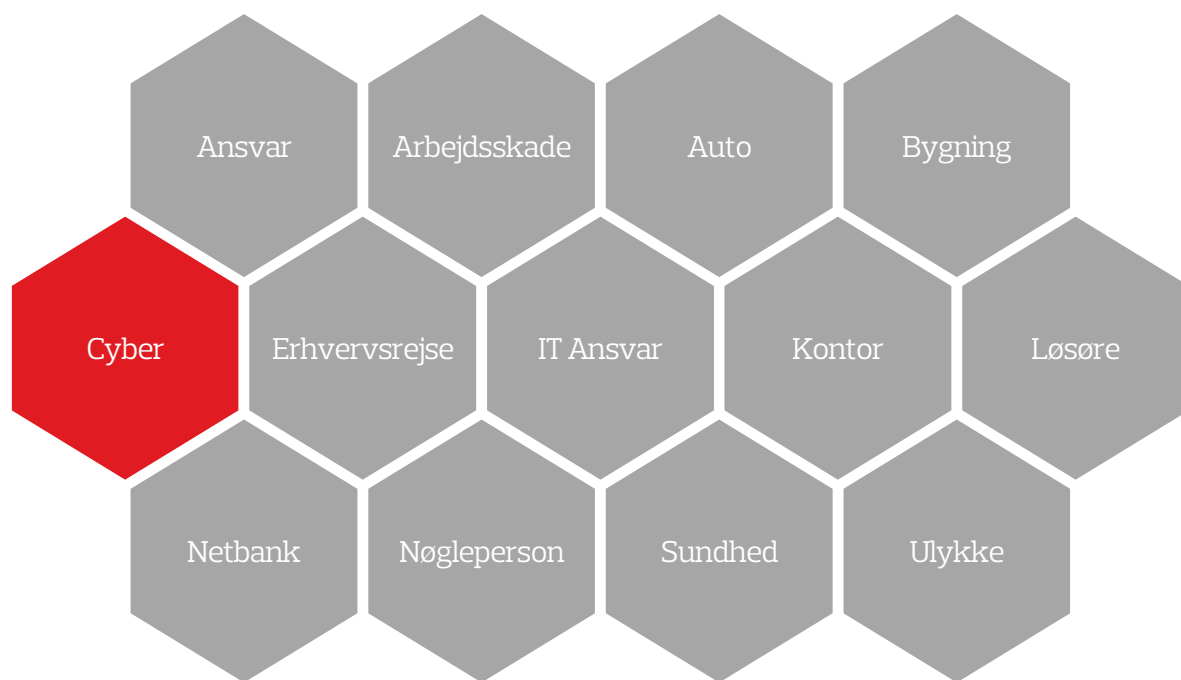 Ansvar
Arbejdsskade
Auto
Bygning
Cyber
Erhvervsrejse
IT Ansvar
Kontor
Løsøre
Netbank
Nøgleperson
Sundhed
Ulykke